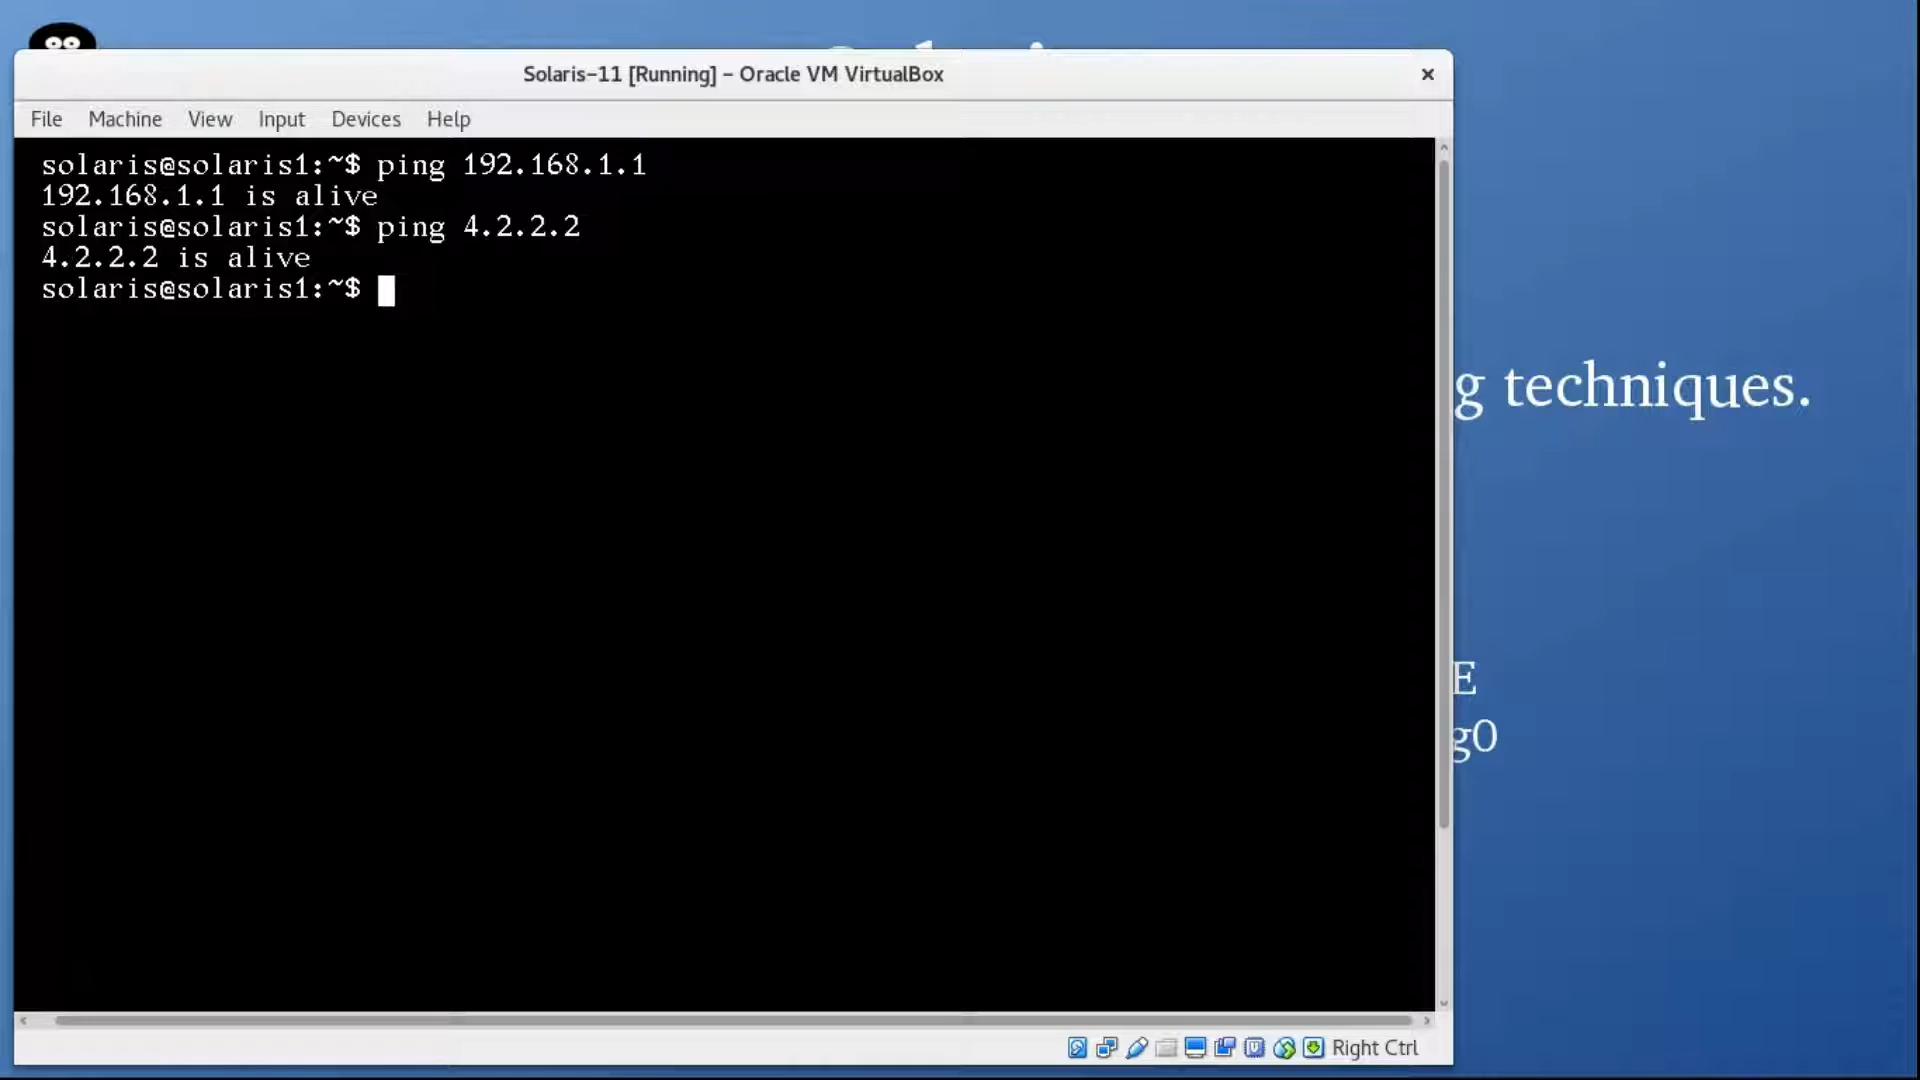 Solaris-11 [Running] - Oracle VM VirtualBox
File Machine View Input Devices Help
solaris@solaris1:~$ ping 192.168.1.1
192.168.1.1 is alive
solaris@solaris1:~$ ping 4.2.2.2
4.2.2.2 is alive
solaris@solaris1:~$
g techniques.
E
g0
Right Ctrl